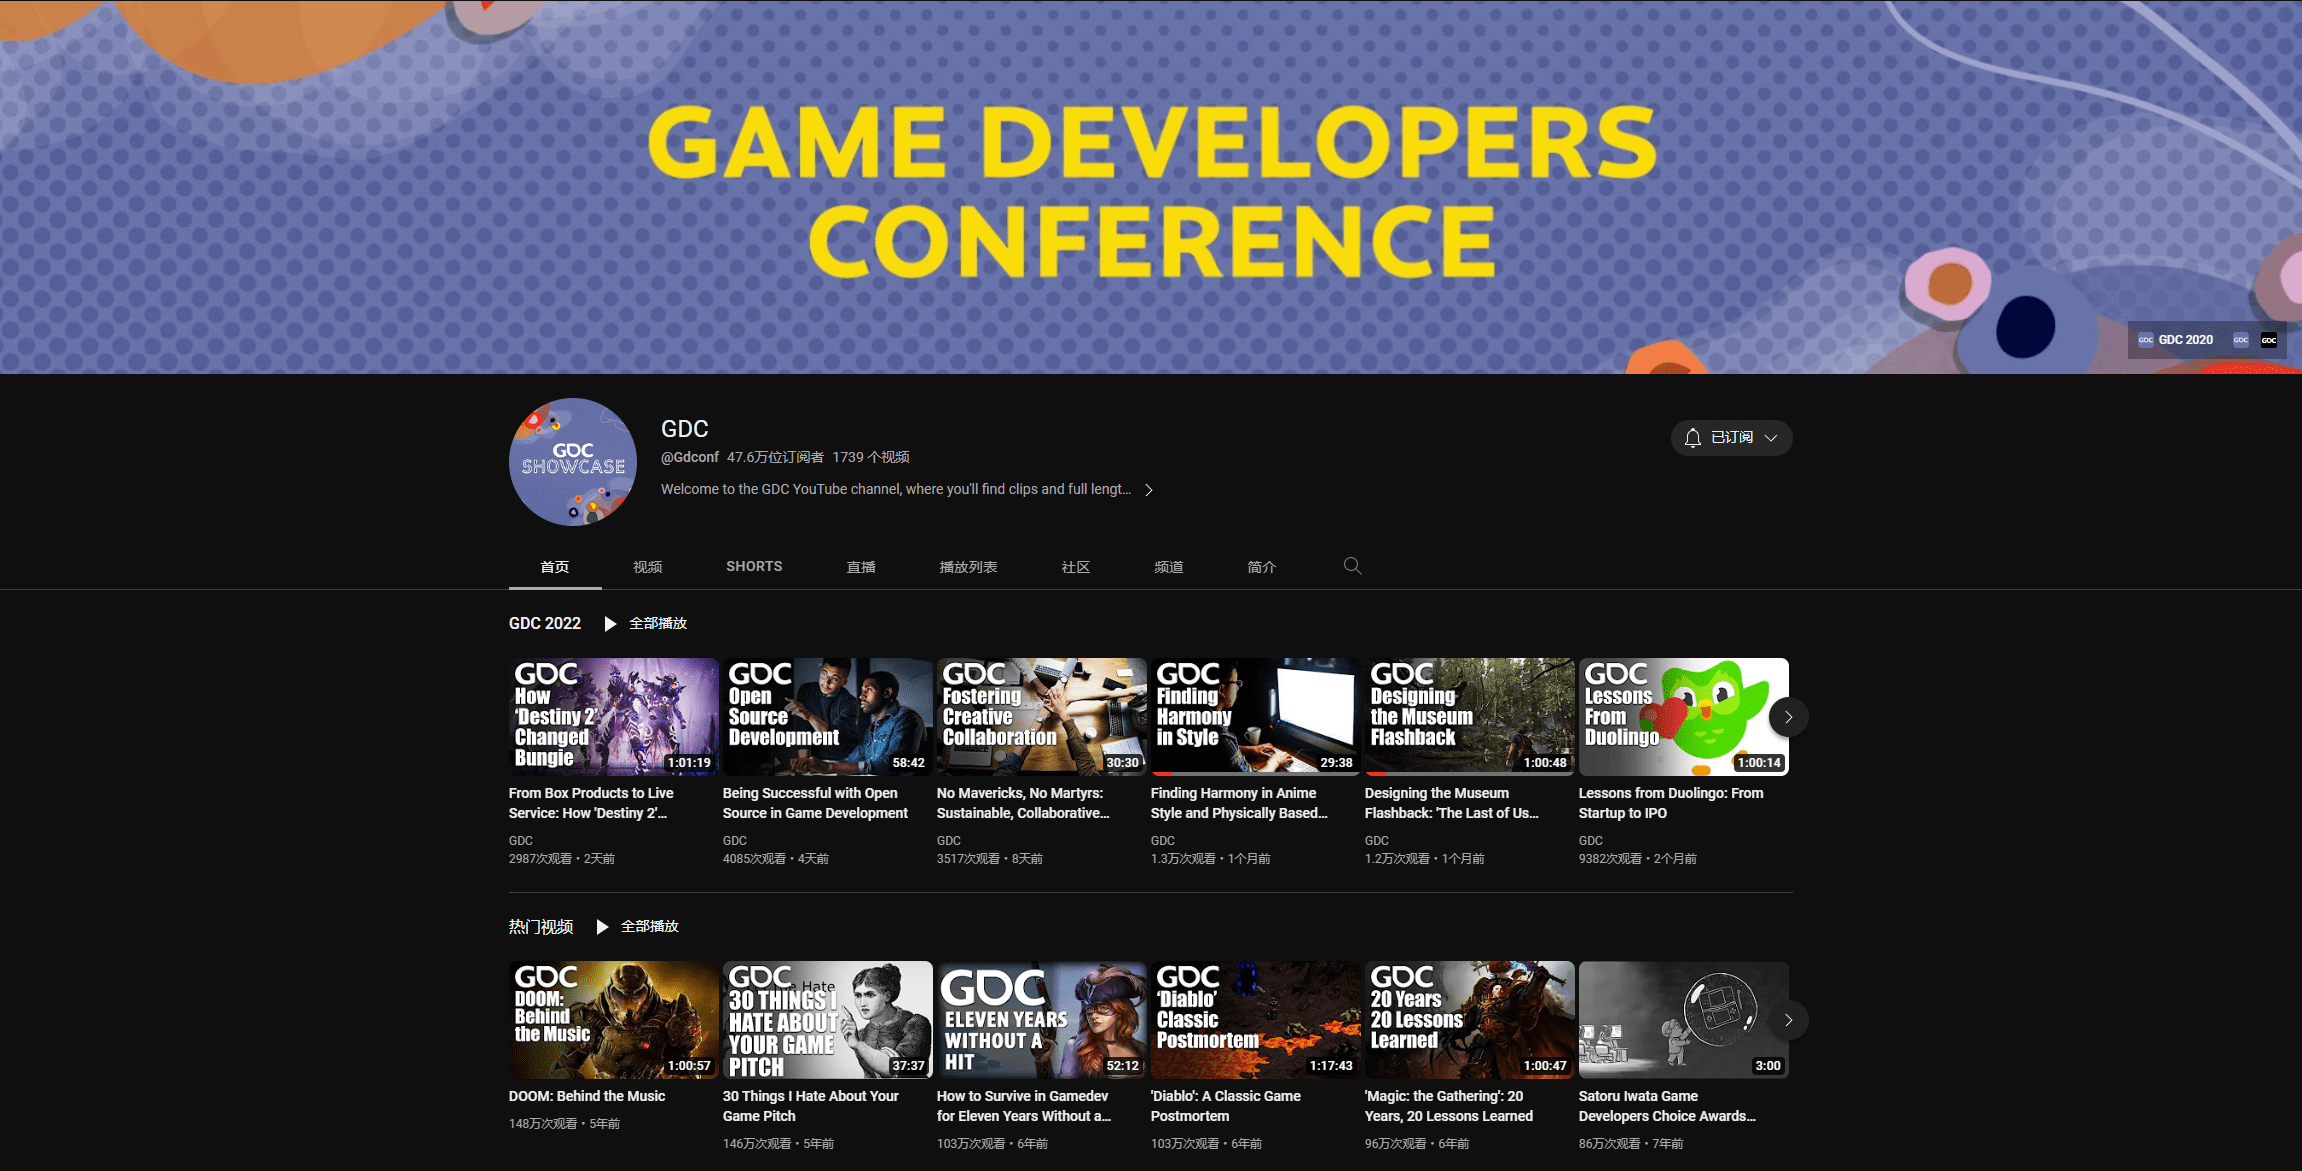 GAME DEVELOPERS
CONFERENCE
GDC GDC 2020 GDC GDC
GDC
SHOWCASE
GDC
@Gdconf 47.6万位订阅者 1739 个视频
Welcome to the GDC YouTube channel, where you'll find clips and full lengt...
已订阅
首页 视频 SHORTS 直播 播放列表 社区 频道 简介
GDC 2022 全部播放
GDC
How
'Destiny 2'
Changed
Bungie
1:01:19
From Box Products to Live
Service: How 'Destiny 2'...
GDC
2987次观看 • 2天前
GDC
Open
Source
Development
58:42
Being Successful with Open
Source in Game Development
GDC
4085次观看 • 4天前
GDC
Fostering
Creative
Collaboration
30:30
No Mavericks, No Martyrs:
Sustainable, Collaborative...
GDC
3517次观看 • 8天前
GDC
Finding
Harmony
in Style
29:38
Finding Harmony in Anime
Style and Physically Based...
GDC
1.3万次观看 • 1个月前
GDC
Designing
the Museum
Flashback
1:00:48
Designing the Museum
Flashback: 'The Last of Us...
GDC
1.2万次观看 • 1个月前
GDC
Lessons
From
Duolingo
1:00:14
Lessons from Duolingo: From
Startup to IPO
GDC
9382次观看 • 2个月前
热门视频 全部播放
GDC
DOOM:
Behind
the Music
1:00:57
DOOM: Behind the Music
148万次观看 • 5年前
GDC
Hate
30 THINGS I
HATE ABOUT
YOUR GAME
PITCH
37:37
30 Things I Hate About Your
Game Pitch
146万次观看 • 5年前
GDC
ELEVEN YEARS
WITHOUT A
HIT
52:12
How to Survive in Gamedev
for Eleven Years Without a...
103万次观看 • 6年前
GDC
'Diablo'
Classic
Postmortem
1:17:43
'Diablo': A Classic Game
Postmortem
103万次观看 • 6年前
GDC
20 Years
20 Lessons
Learned
1:00:47
'Magic: the Gathering': 20
Years, 20 Lessons Learned
96万次观看 • 6年前
3:00
Satoru Iwata Game
Developers Choice Awards...
86万次观看 • 7年前